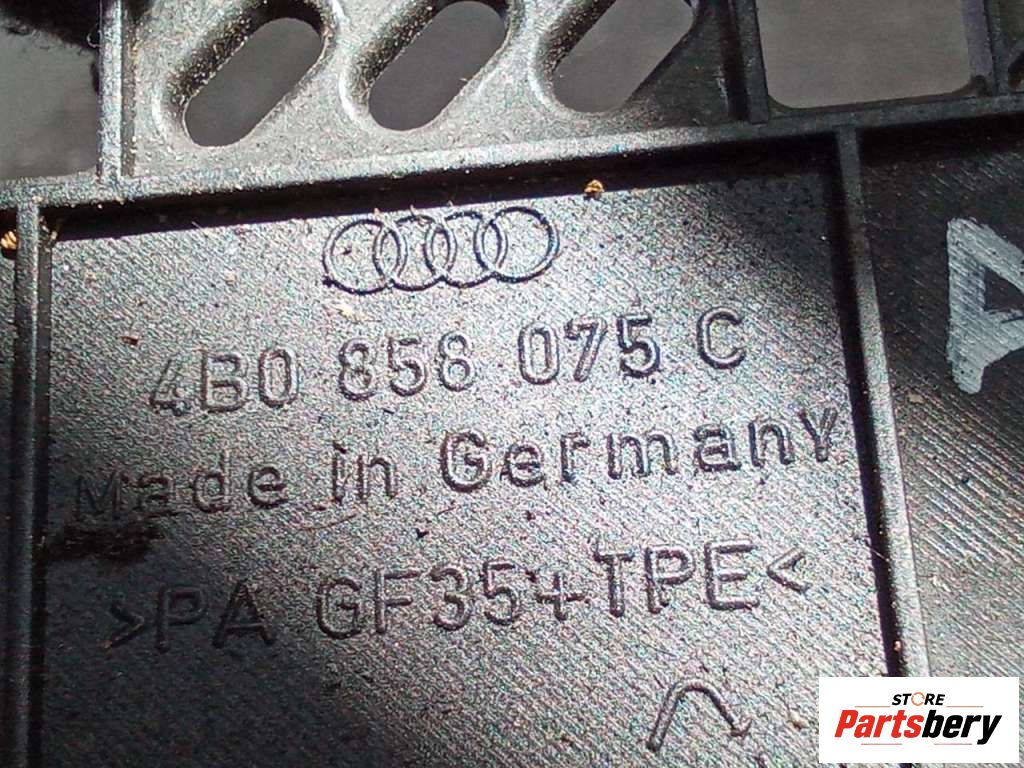 4B0 858 075 C
Made in Germany
>PA GF35+TPE<
A
STORE
Partsbery